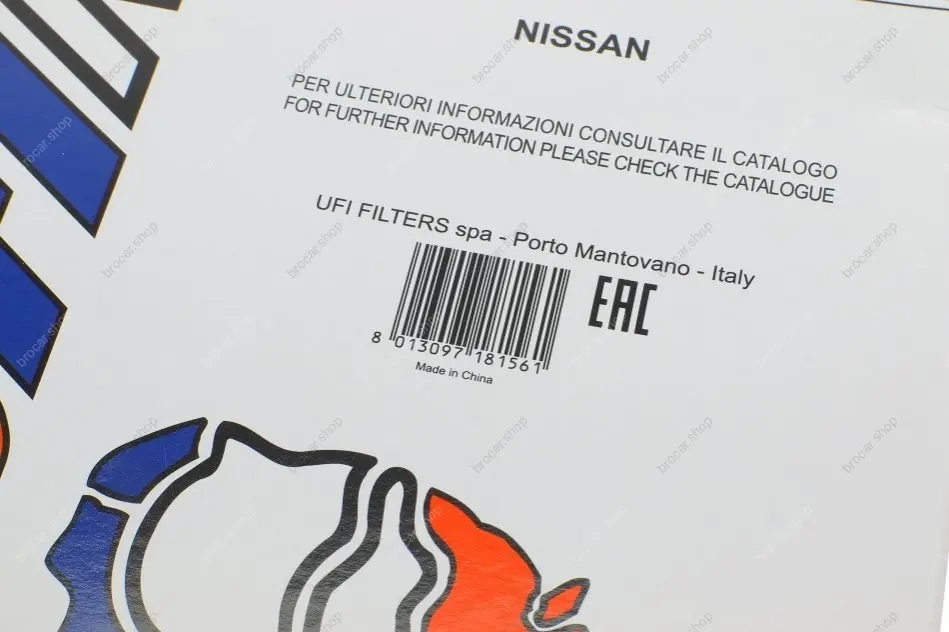 NISSAN
PER ULTERIORI INFORMAZIONI CONSULTARE IL CATALOGO
FOR FURTHER INFORMATION PLEASE CHECK THE CATALOGUE
UFI FILTERS spa - Porto Mantovano - Italy
EAC
8 013097 181561
Made in China
brocar.shop